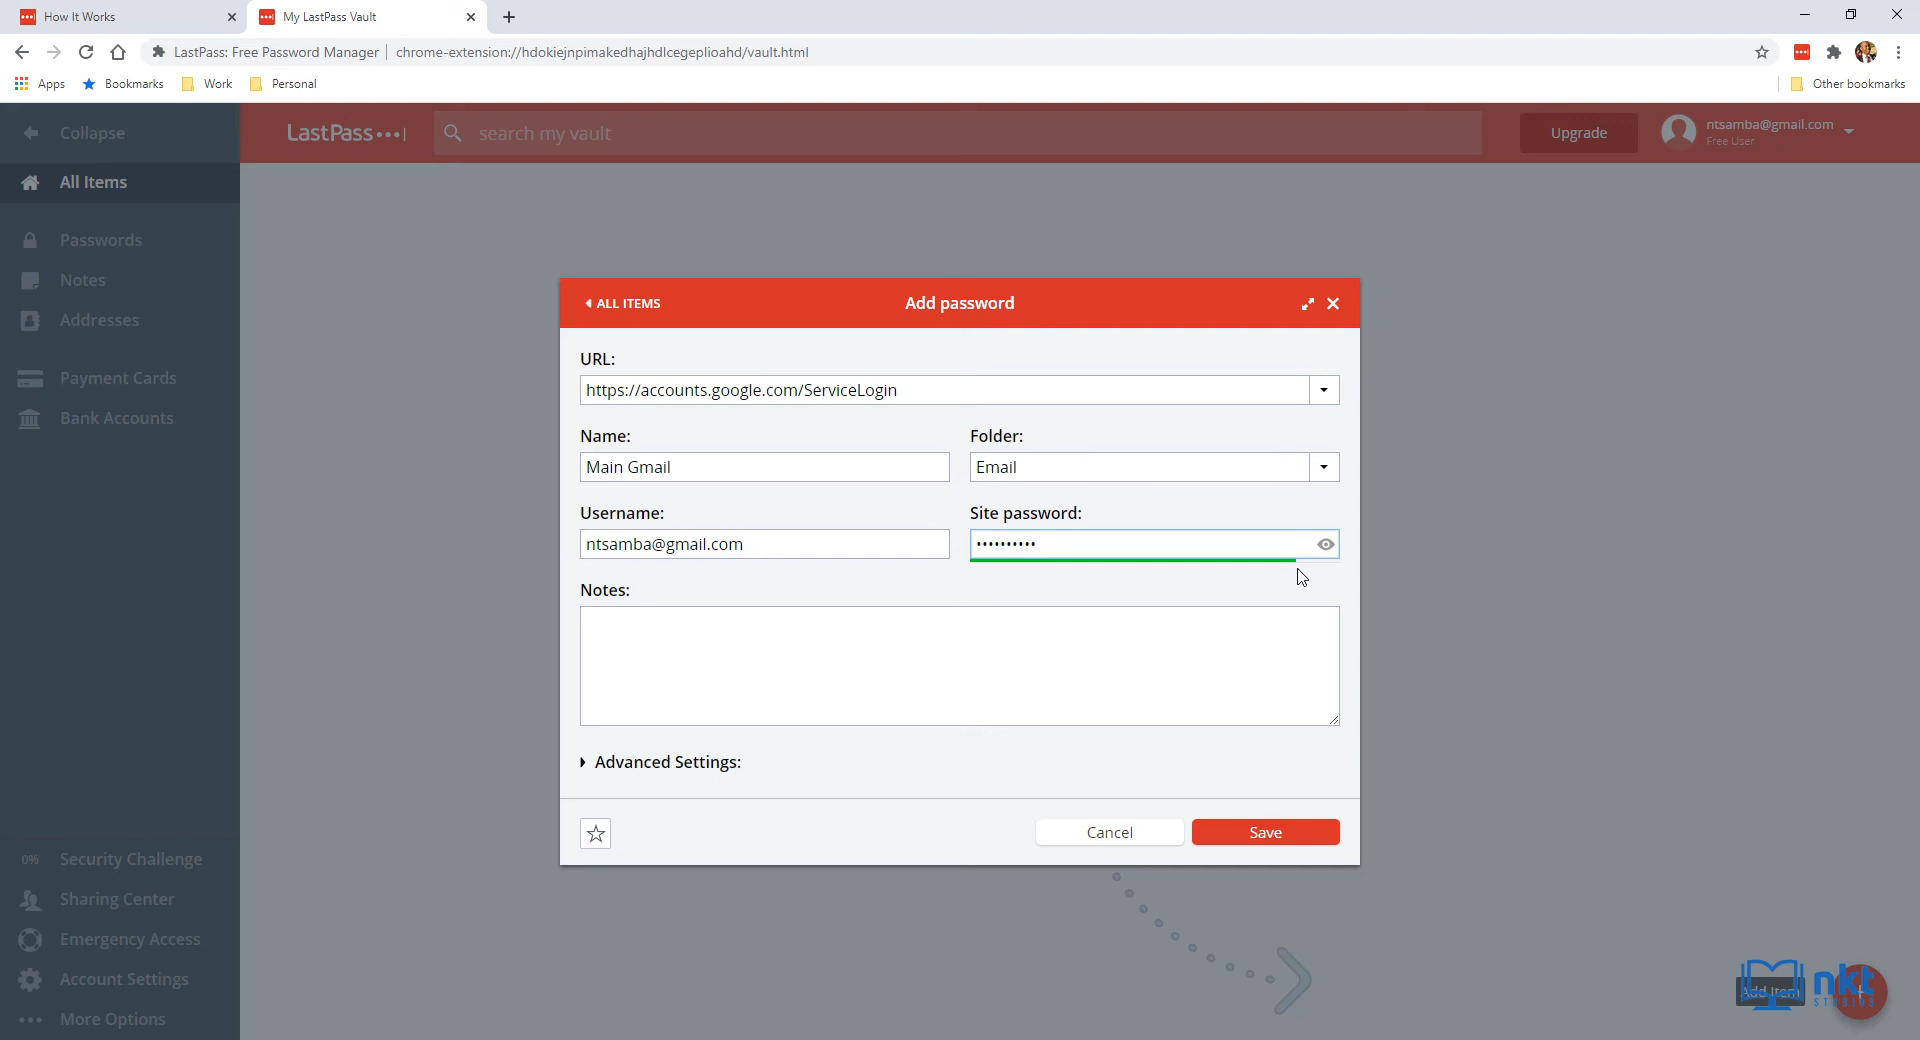 How It Works
My LastPass Vault
LastPass: Free Password Manager
chrome-extension://hdokiejnpimakedhajhdlcegeplioahd/vault.html
Apps
Bookmarks
Work
Personal
Other bookmarks
Collapse
LastPass
search my vault
Upgrade
ntsamba@gmail.com
Free User
All Items
Passwords
Notes
Addresses
Payment Cards
Bank Accounts
ALL ITEMS
Add password
URL:
https://accounts.google.com/ServiceLogin
Name:
Folder:
Main Gmail
Email
Username:
Site password:
ntsamba@gmail.com
••••••••••
Notes:
Advanced Settings:
Cancel
Save
0% Security Challenge
Sharing Center
Emergency Access
Account Settings
More Options
Add Item
nkt
STUDIOS